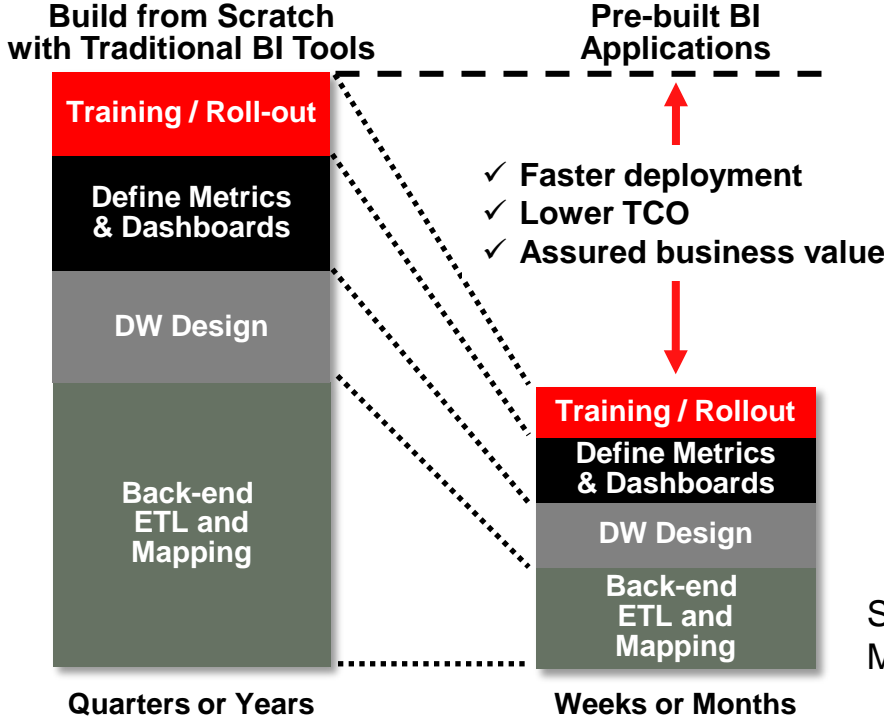 Build from Scratch
with Traditional BI Tools
Training / Roll-out
Define Metrics
& Dashboards
DW Design
Back-end
ETL and
Mapping
Quarters or Years
Pre-built BI
Applications
✓ Faster deployment
✓ Lower TCO
✓ Assured business value
Training / Rollout
Define Metrics
& Dashboards
DW Design
Back-end
ETL and
Mapping
Weeks or Months
S
M